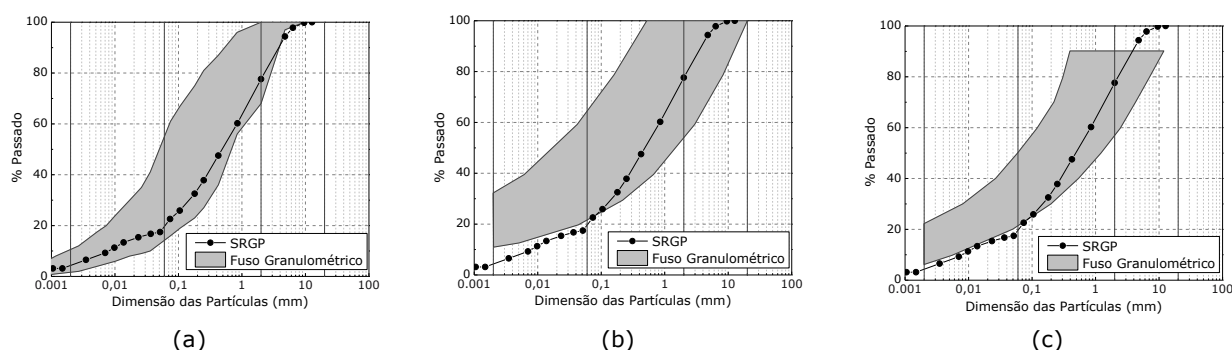 100
80
60
40
20
0
% Passado
0.001 0,01 0,1 1 10 100
Dimensão das Partículas (mm)
SRGP
Fuso Granulométrico
(a)
100
80
60
40
20
0
% Passado
0.001 0,01 0,1 1 10 100
Dimensão das Partículas (mm)
SRGP
Fuso Granulométrico
(b)
100
80
60
40
20
0
% Passado
0.001 0,01 0,1 1 10 100
Dimensão das Partículas (mm)
SRGP
Fuso Granulométrico
(c)